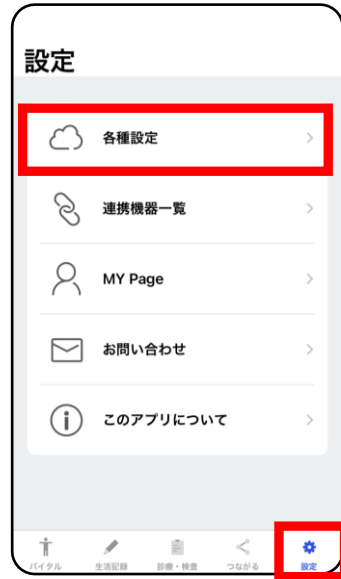 設定
各種設定
連携機器一覧
MY Page
お問い合わせ
このアプリについて
バイタル
生活記録
診療・検査
つながる
設定